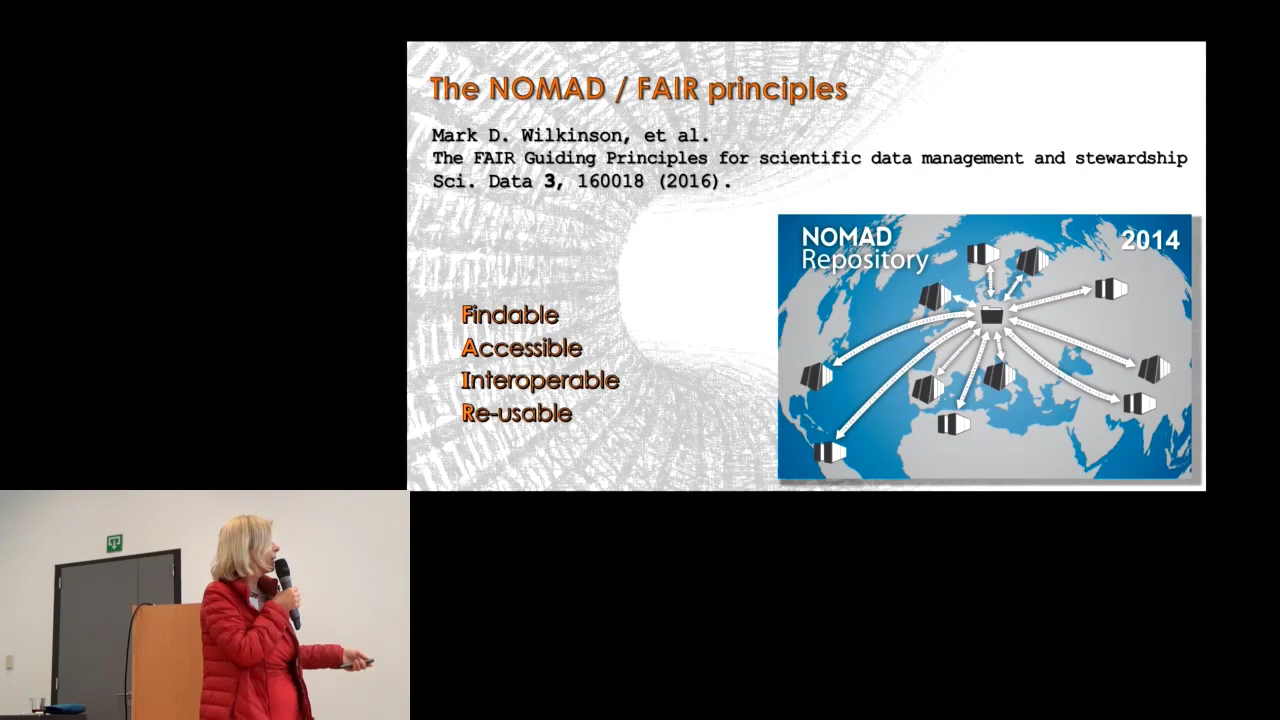 The NOMAD / FAIR principles
Mark D. Wilkinson, et al.
The FAIR Guiding Principles for scientific data management and stewardship
Sci. Data 3, 160018 (2016).
NOMAD
Repository
2014
Findable
Accessible
Interoperable
Re-usable